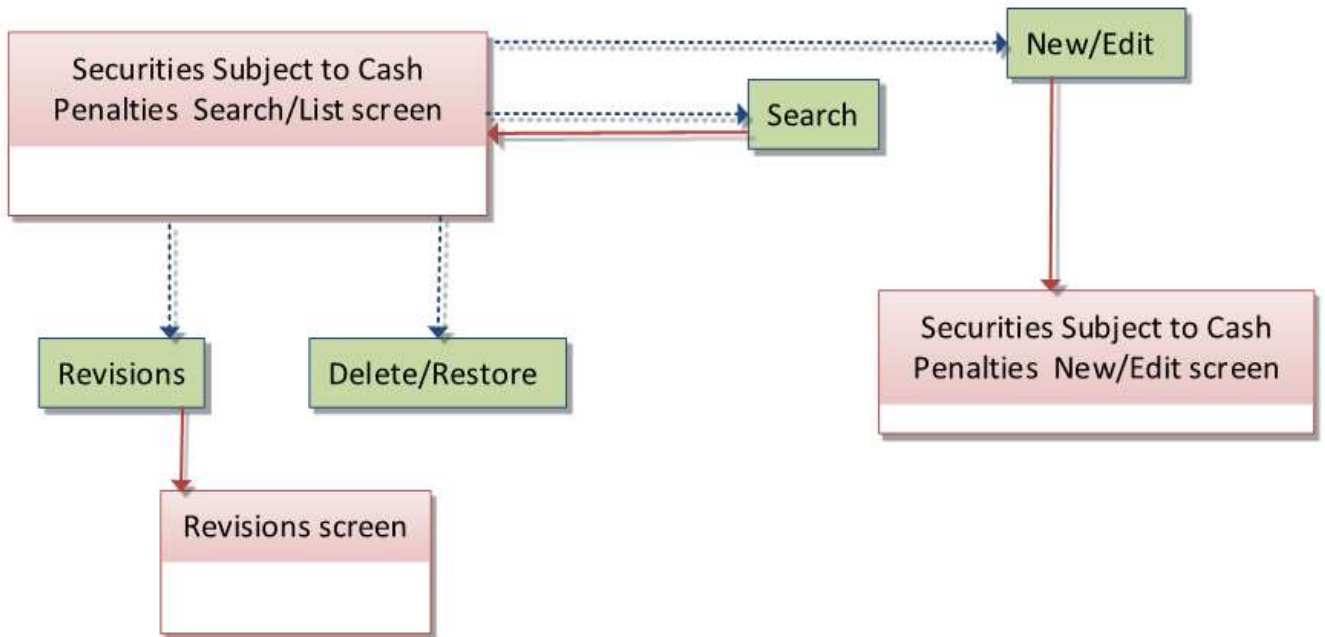 New/Edit
Securities Subject to Cash
Penalties Search/List screen
Search
Securities Subject to Cash
Penalties New/Edit screen
Revisions
Delete/Restore
Revisions screen